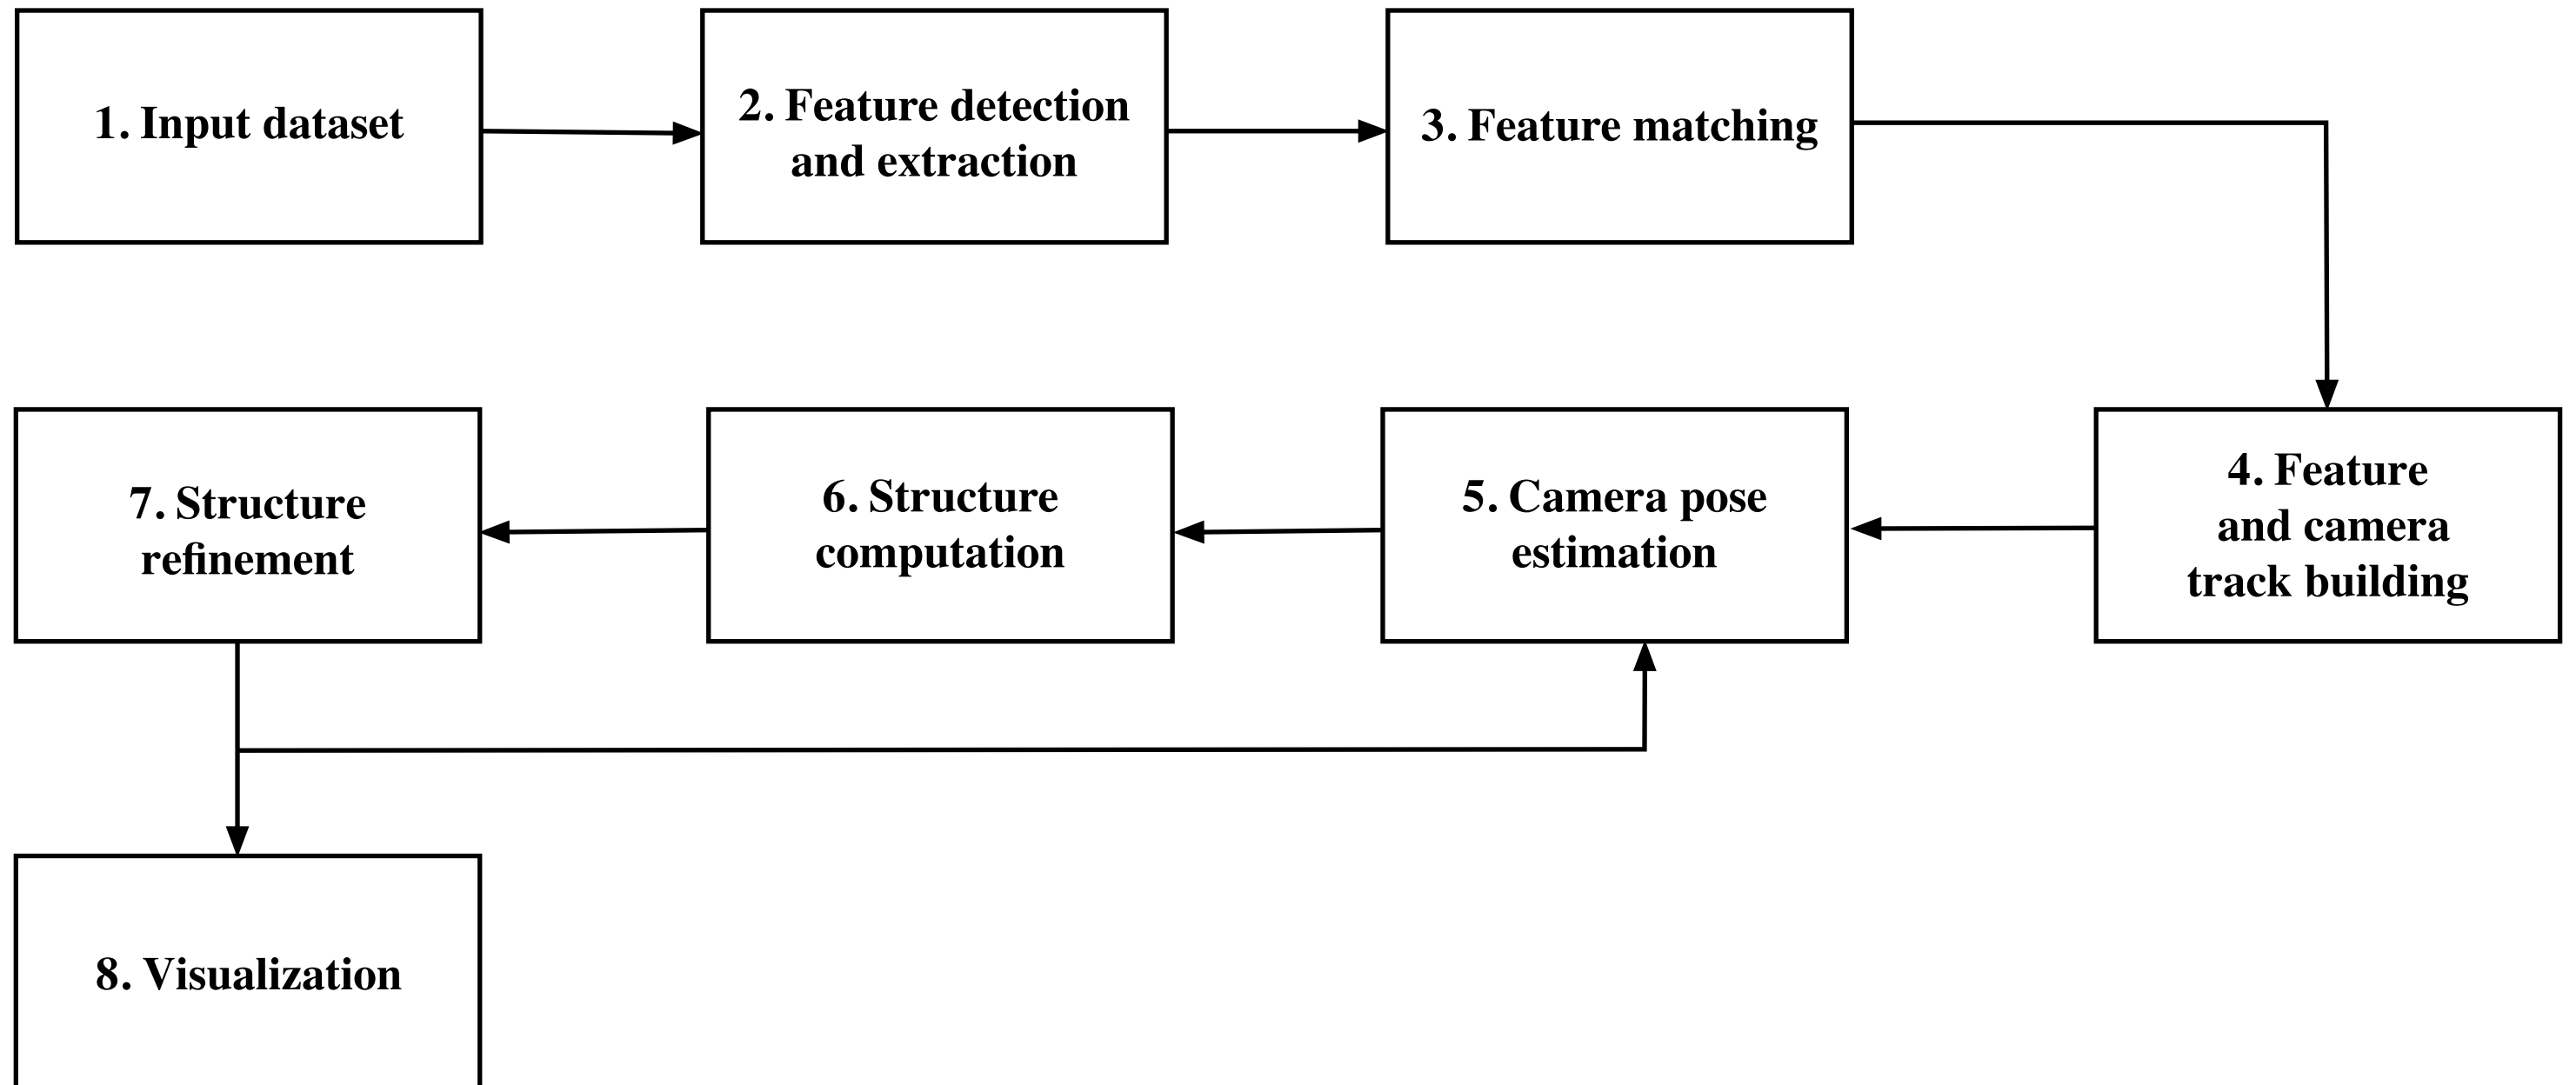 1. Input dataset
2. Feature detection
and extraction
3. Feature matching
4. Feature
and camera
track building
5. Camera pose
estimation
6. Structure
computation
7. Structure
refinement
8. Visualization